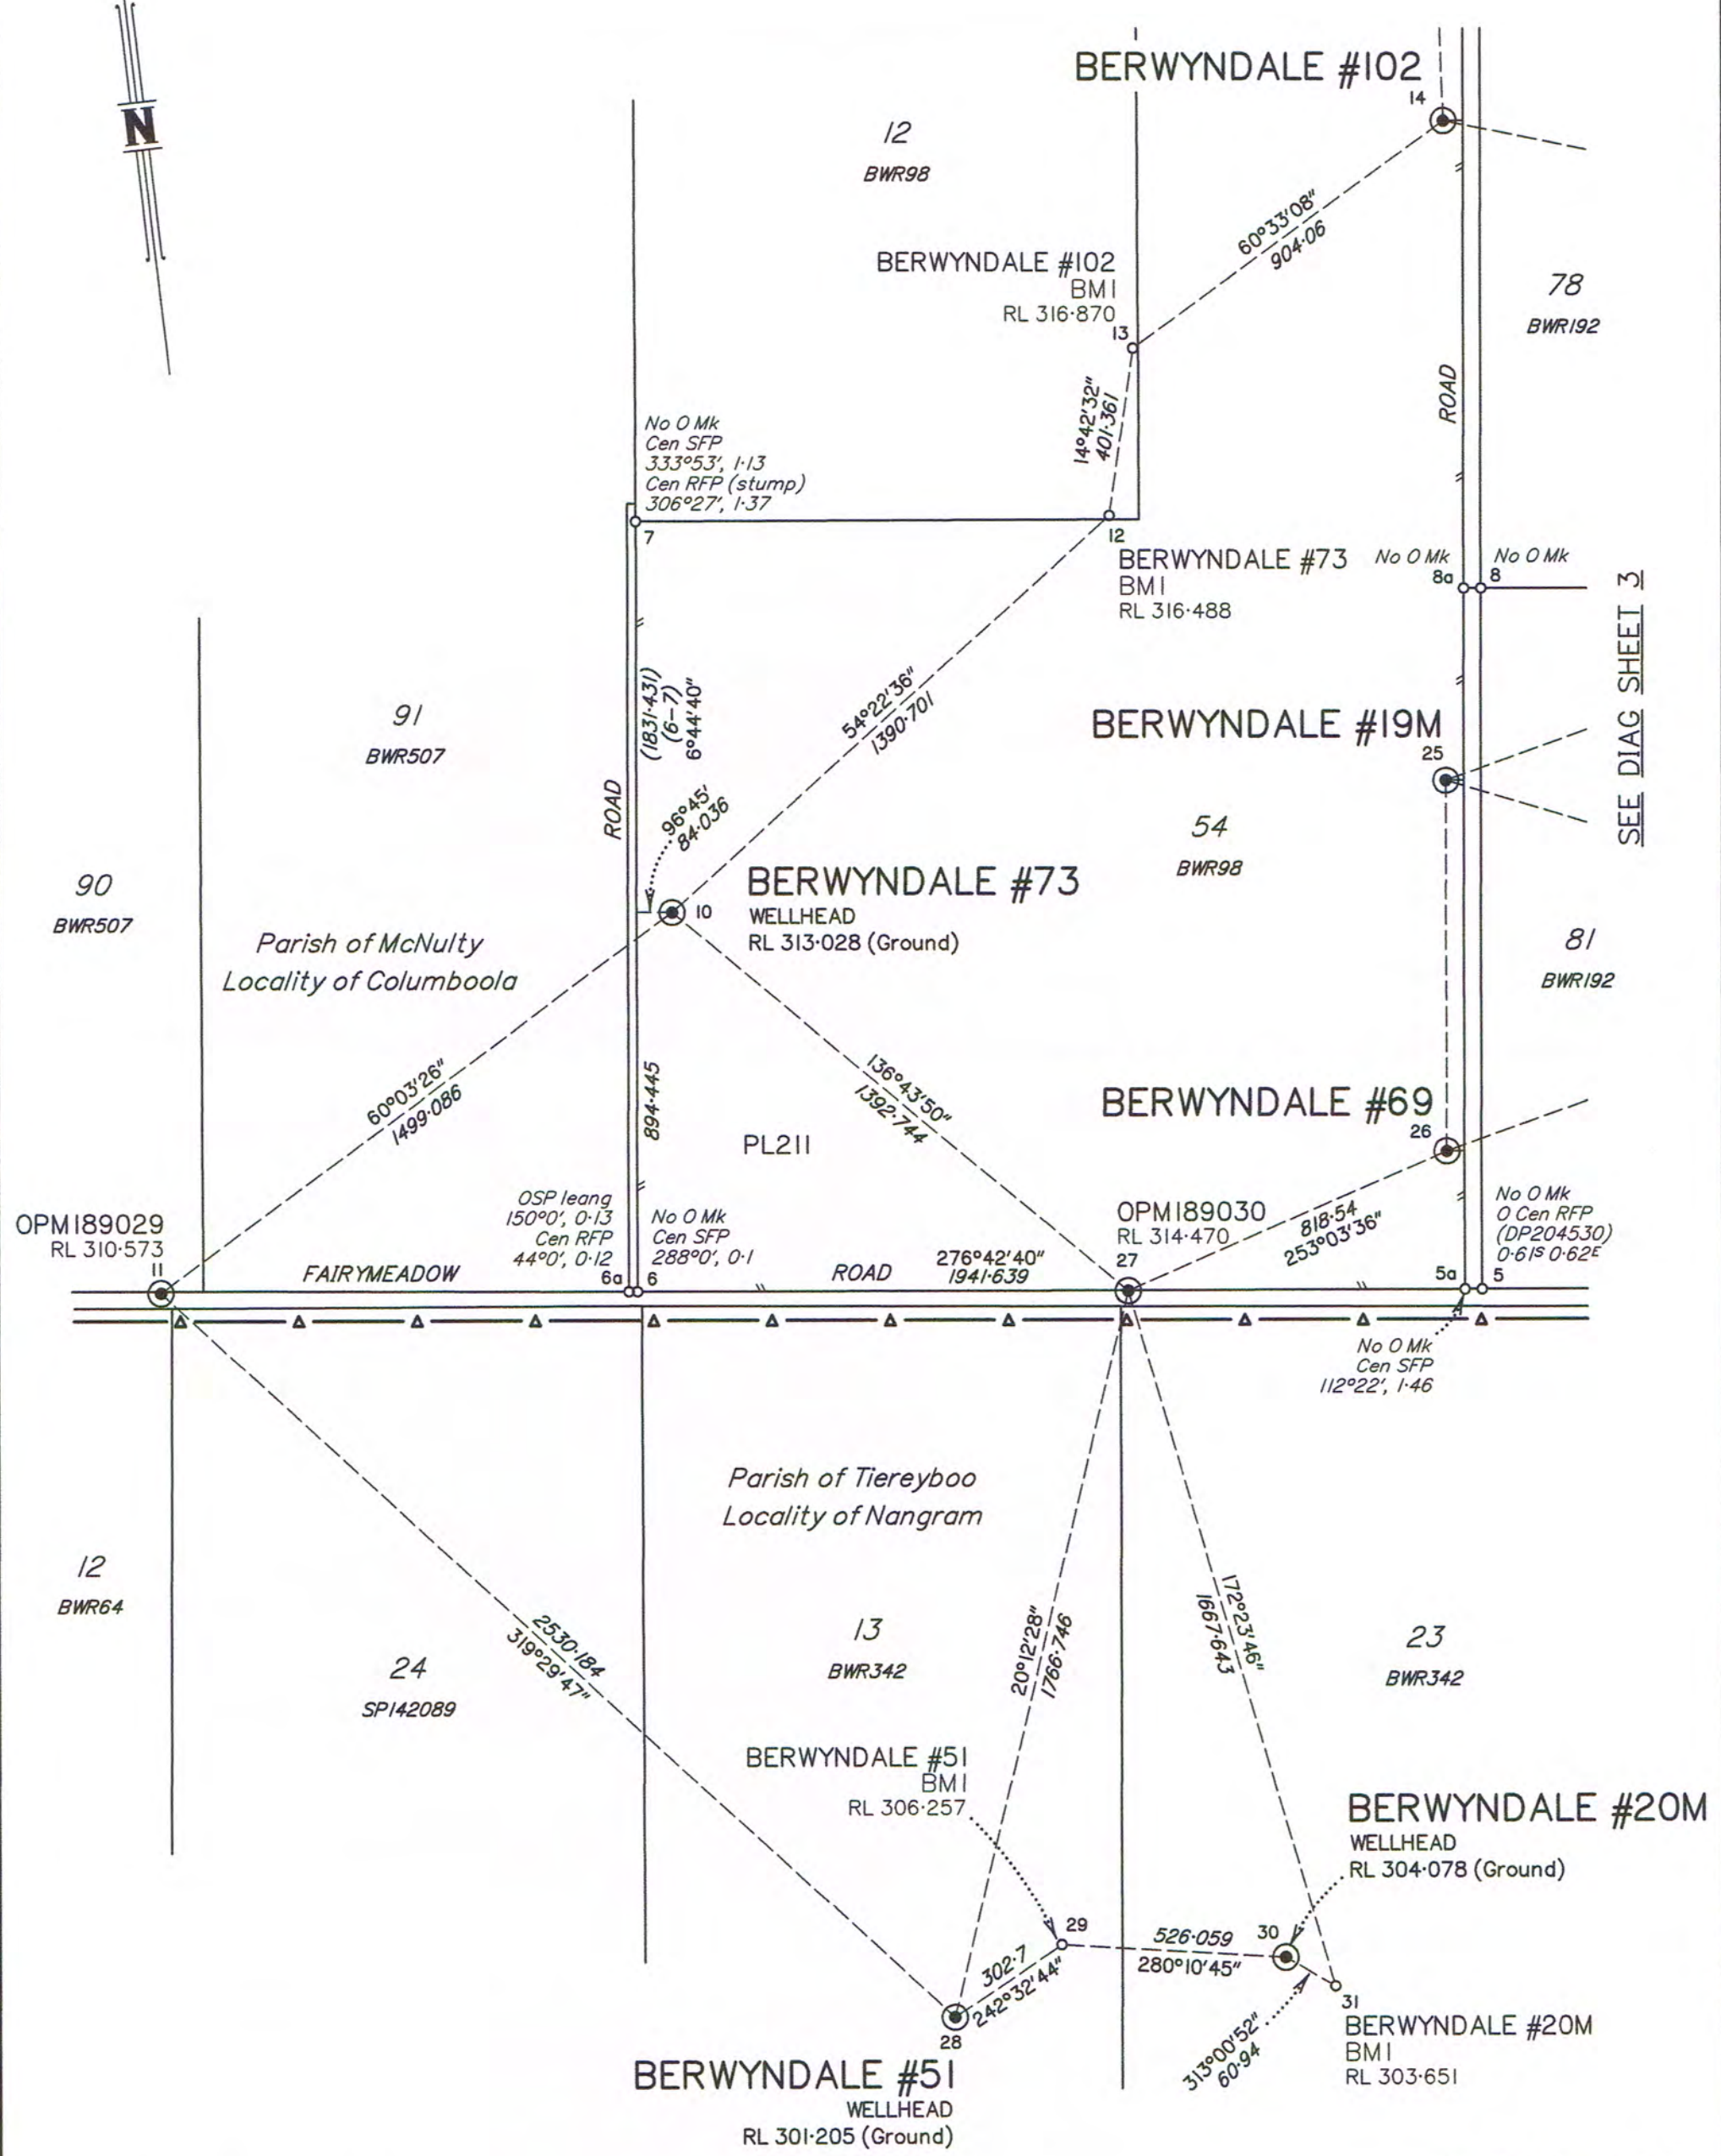 N
BERWYNDALE #102
14
12
BWR98
60°33'08"
904·06
BERWYNDALE #102
BM1
RL 316·870
13
78
BWR192
ROAD
14°42'32"
401·361
No O Mk
Cen SFP
333°53', 1·13
Cen RFP (stump)
306°27', 1·37
7
12
BERWYNDALE #73
BM1
RL 316·488
No O Mk
8a
No O Mk
8
SEE DIAG SHEET 3
(1831·431)
(6-7)
6°44'40"
54°22'36"
1390·701
91
BWR507
BERWYNDALE #19M
25
ROAD
96°45'
84·036
54
BWR98
90
BWR507
10
BERWYNDALE #73
WELLHEAD
RL 313·028 (Ground)
Parish of McNulty
Locality of Columboola
81
BWR192
60°03'26"
1499·086
894·445
136°43'50"
1392·744
PL211
BERWYNDALE #69
26
OPM189029
RL 310·573
11
FAIRYMEADOW
OSP leang
150°0', 0·13
Cen RFP
44°0', 0·12
6a
6
No O Mk
Cen SFP
288°0', 0·1
ROAD
276°42'40"
1941·639
OPM189030
RL 314·470
27
818·54
253°03'36"
No O Mk
O Cen RFP
(DP204530)
0·61S 0·62E
5a
5
No O Mk
Cen SFP
112°22', 1·46
Parish of Tiereyboo
Locality of Nangram
12
BWR64
2530·184
319°29'47"
24
SP142089
13
BWR342
20°12'28"
1766·746
172°23'46"
1667·643
23
BWR342
BERWYNDALE #51
BM1
RL 306·257
BERWYNDALE #20M
WELLHEAD
RL 304·078 (Ground)
29
526·059
280°10'45"
30
302·7
242°32'44"
28
31
313°00'52"
60·94
BERWYNDALE #20M
BM1
RL 303·651
BERWYNDALE #51
WELLHEAD
RL 301·205 (Ground)